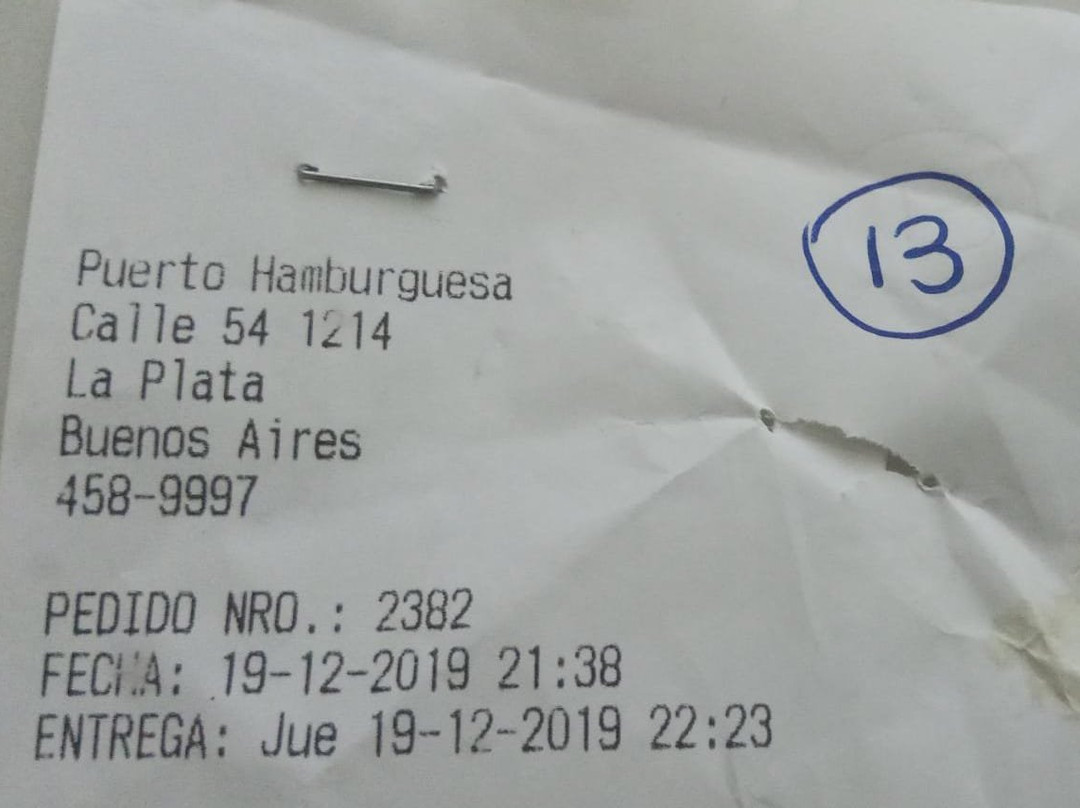 13
Puerto Hamburguesa
Calle 54 1214
La Plata
Buenos Aires
458-9997
PEDIDO NRO.: 2382
FECHA: 19-12-2019 21:38
ENTREGA: Jue 19-12-2019 22:23